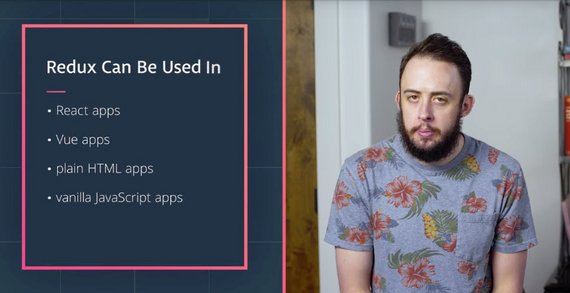 Redux Can Be Used In
• React apps
• Vue apps
• plain HTML apps
• vanilla JavaScript apps